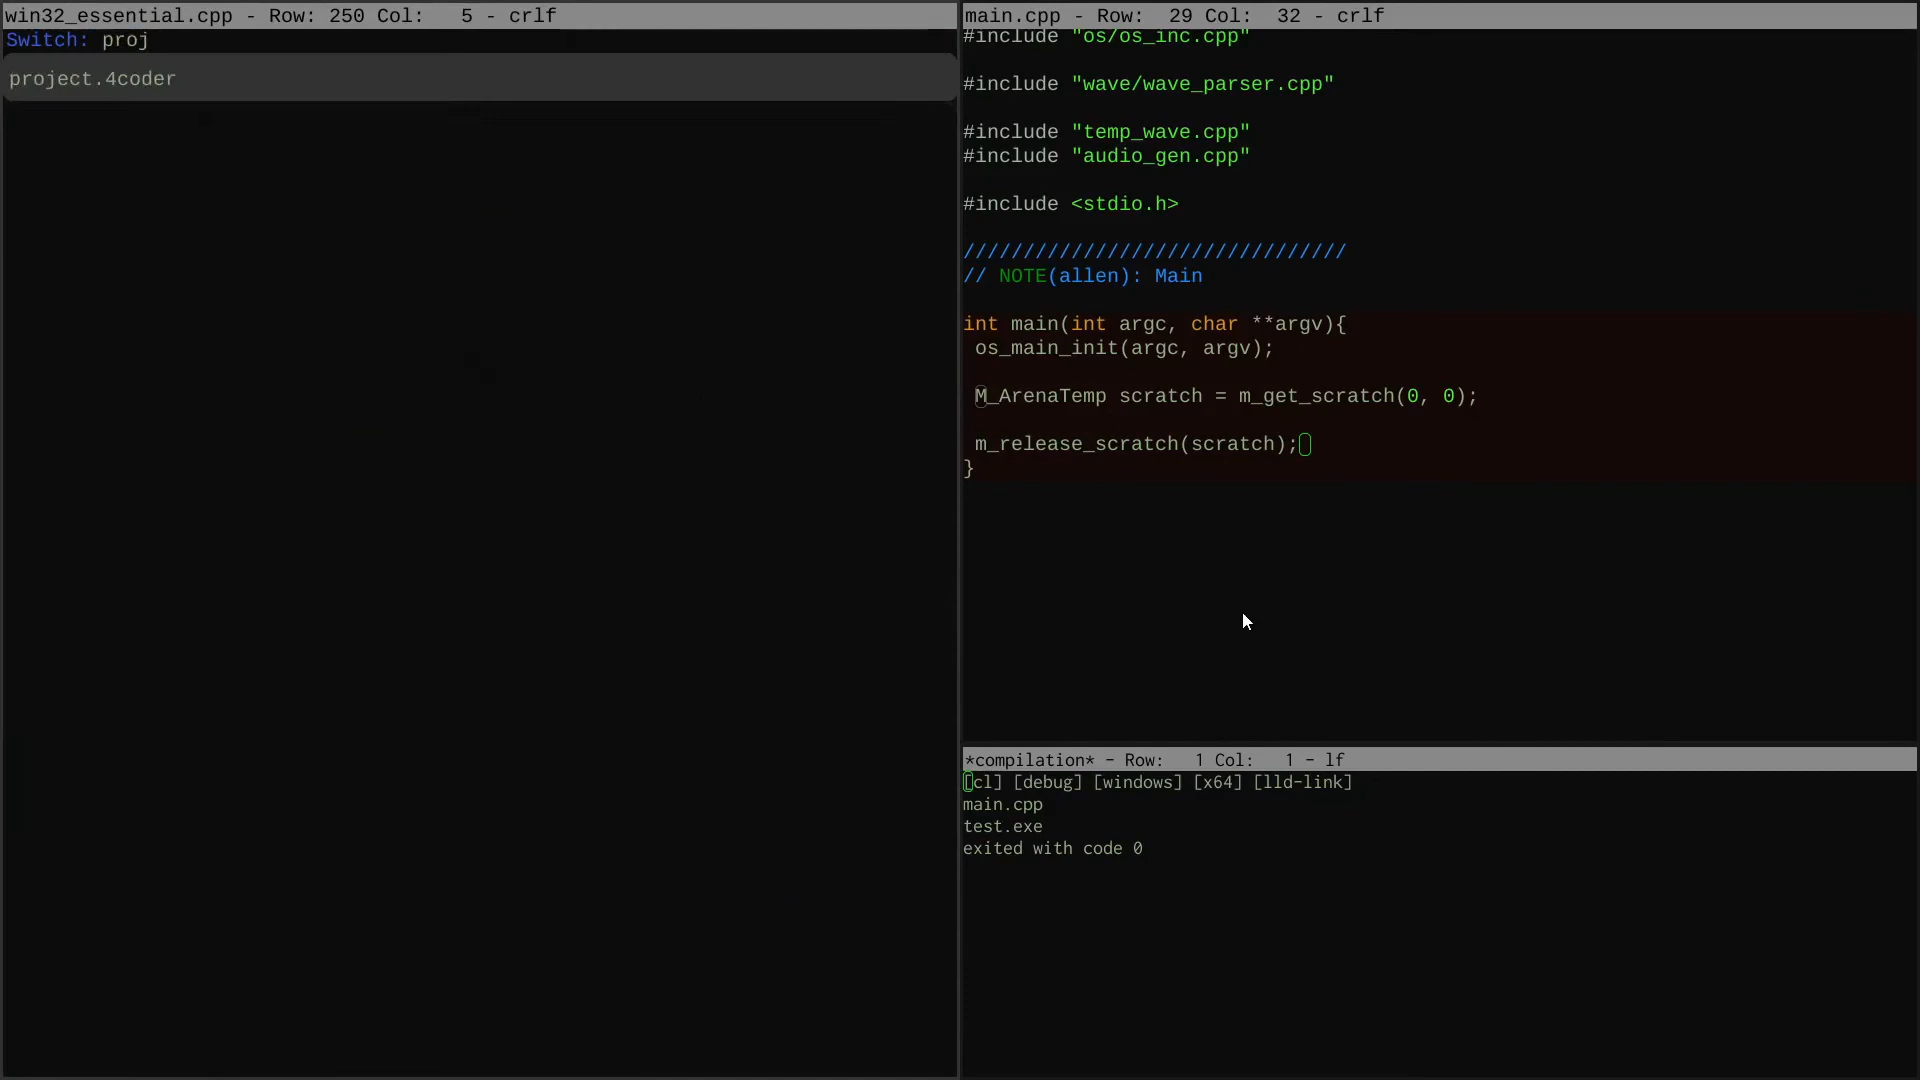 win32_essential.cpp - Row: 250 Col:   5 - crlf
Switch: proj
project.4coder
main.cpp - Row:  29 Col:  32 - crlf
#include "os/os_inc.cpp"
#include "wave/wave_parser.cpp"
#include "temp_wave.cpp"
#include "audio_gen.cpp"
#include <stdio.h>
////////////////////////////////
// NOTE(allen): Main
int main(int argc, char **argv){
os_main_init(argc, argv);
M_ArenaTemp scratch = m_get_scratch(0, 0);
m_release_scratch(scratch);
}
*compilation* - Row:   1 Col:   1 - lf
[cl] [debug] [windows] [x64] [lld-link]
main.cpp
test.exe
exited with code 0